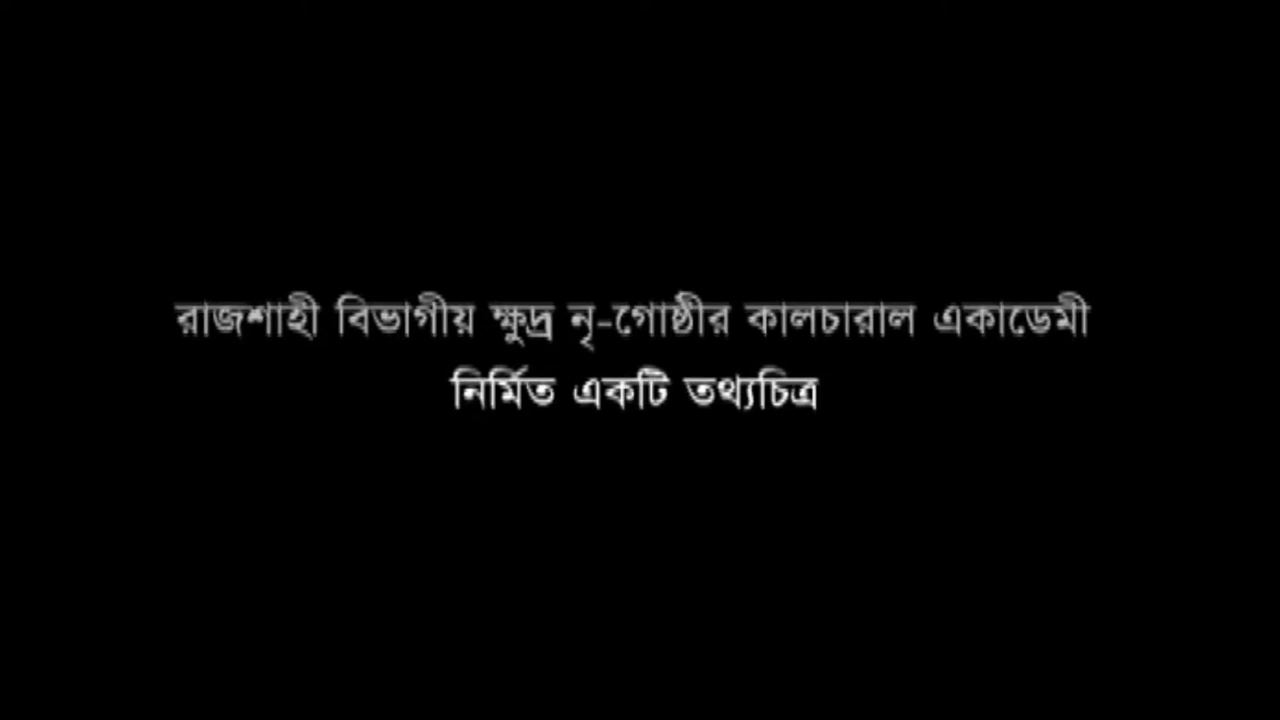 রাজশাহী বিভাগীয় ক্ষুদ্র নৃ-গোষ্ঠীর কালচারাল একাডেমী
নির্মিত একটি তথ্যচিত্র